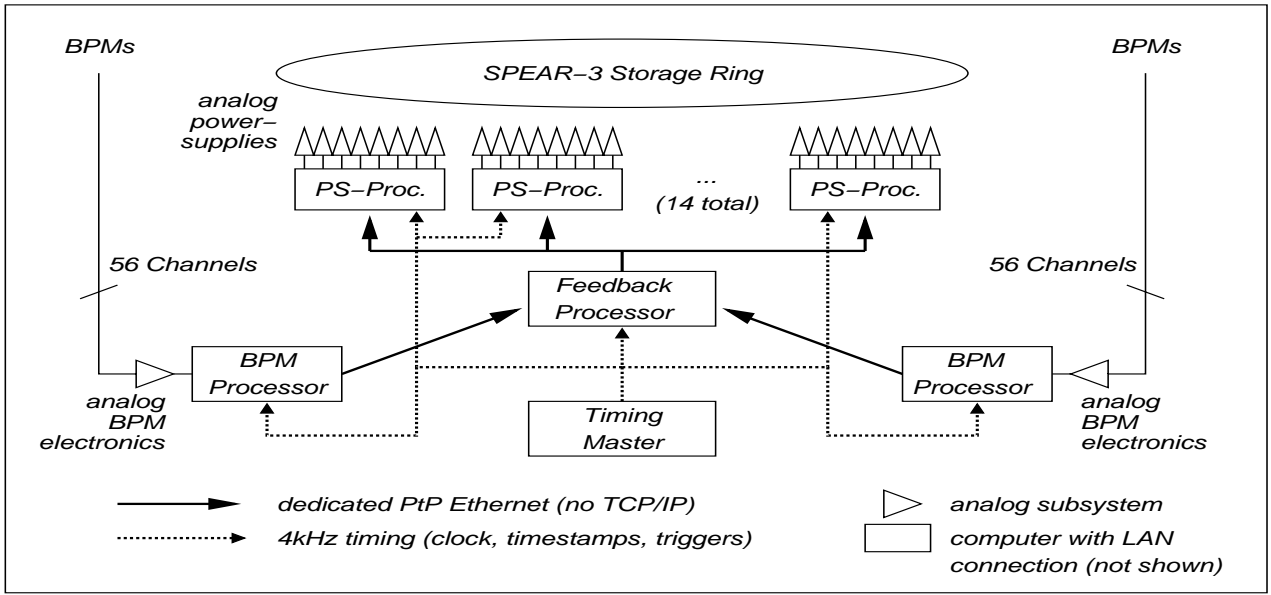 BPMs
BPMs
SPEAR−3 Storage Ring
analog
power−
supplies
PS−Proc.
PS−Proc.
...
(14 total)
PS−Proc.
56 Channels
56 Channels
Feedback
Processor
BPM
Processor
BPM
Processor
analog
BPM
electronics
Timing
Master
analog
BPM
electronics
dedicated PtP Ethernet (no TCP/IP)
analog subsystem
4kHz timing (clock, timestamps, triggers)
computer with LAN
connection (not shown)